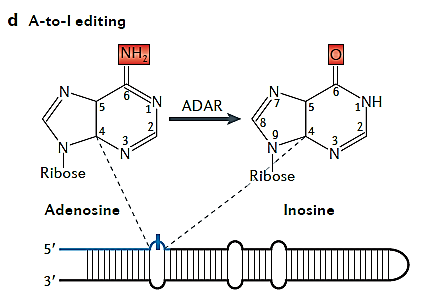 d A-to-I editing
NH₂
O
N
5
6
N
1
4
3
2
N
N
Ribose
Adenosine
ADAR
N
7
5
6
1
NH
8
9
4
3
2
N
N
Ribose
Inosine
5′
3′